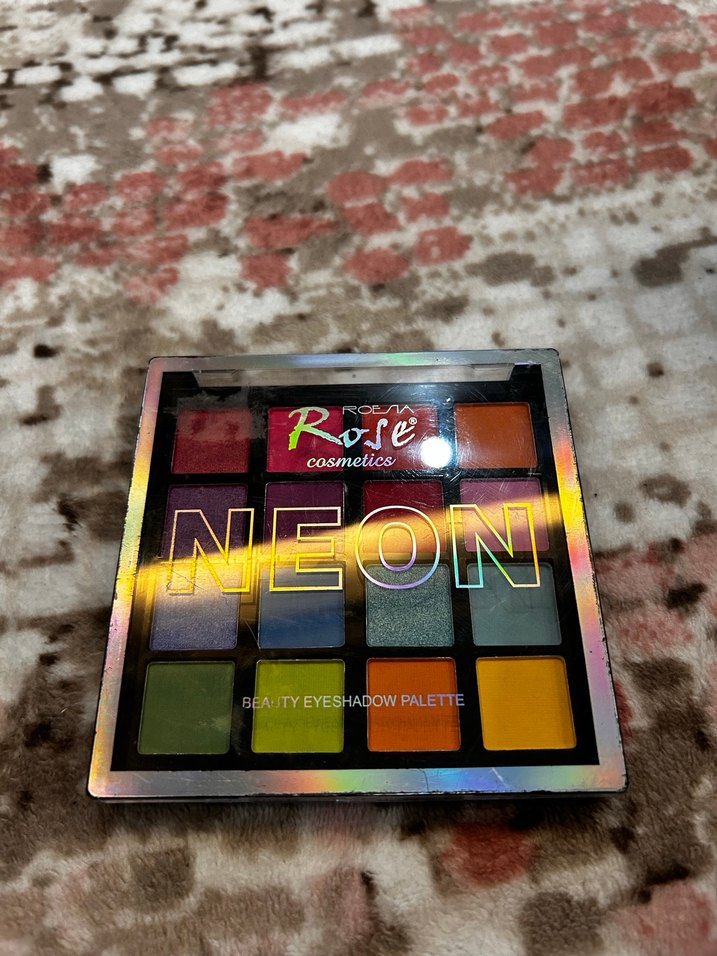 ROESIA
Rose®
cosmetics
NEON
BEAUTY EYESHADOW PALETTE